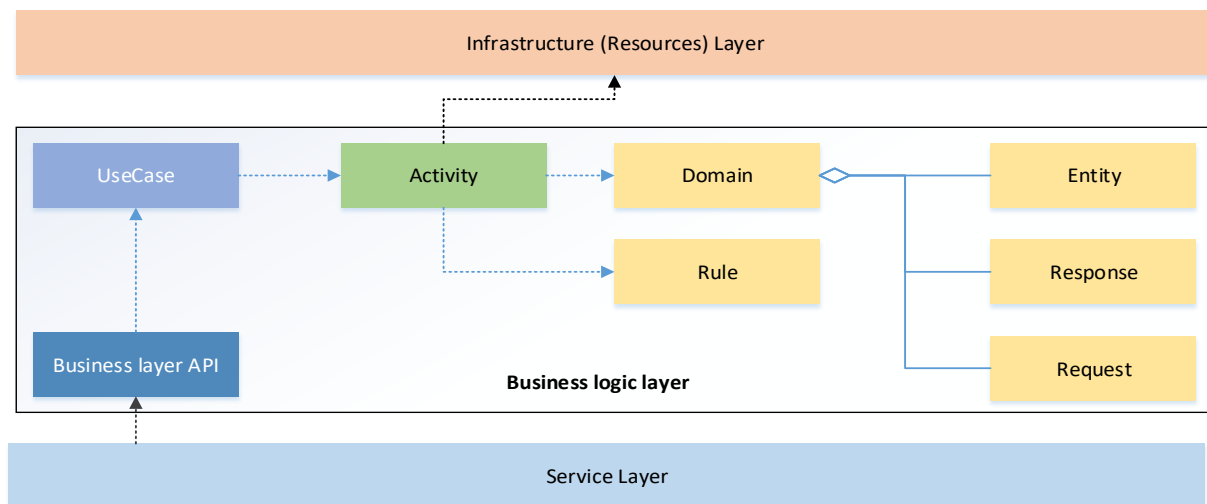 Infrastructure (Resources) Layer
UseCase
Activity
Domain
Entity
Rule
Response
Business layer API
Business logic layer
Request
Service Layer